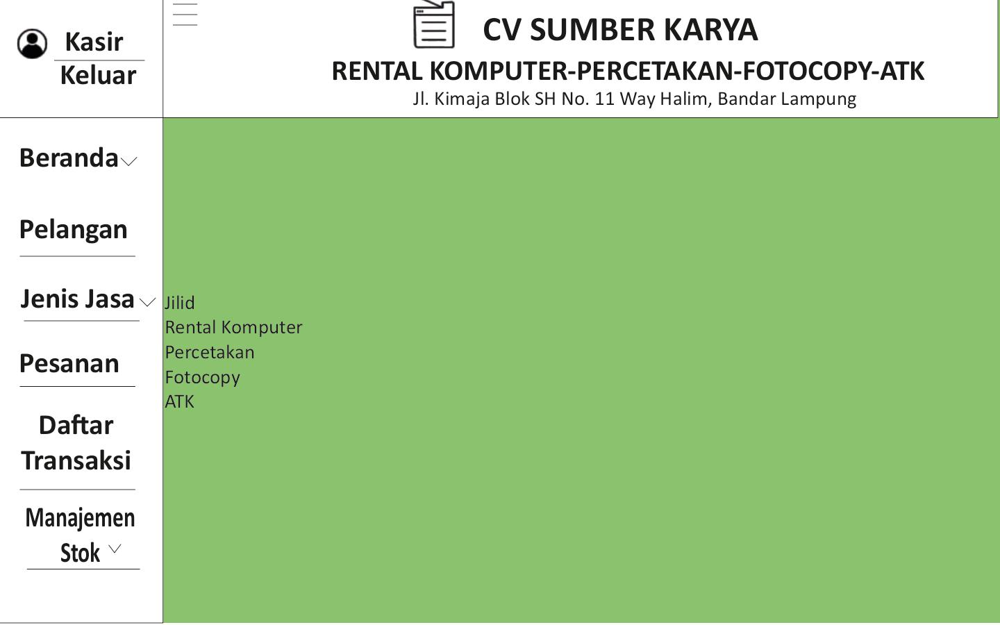 Kasir
Keluar
CV SUMBER KARYA
RENTAL KOMPUTER-PERCETAKAN-FOTOCOPY-ATK
Jl. Kimaja Blok SH No. 11 Way Halim, Bandar Lampung
Beranda
Pelangan
Jenis Jasa
Jilid
Rental Komputer
Percetakan
Fotocopy
ATK
Pesanan
Daftar
Transaksi
Manajemen
Stok